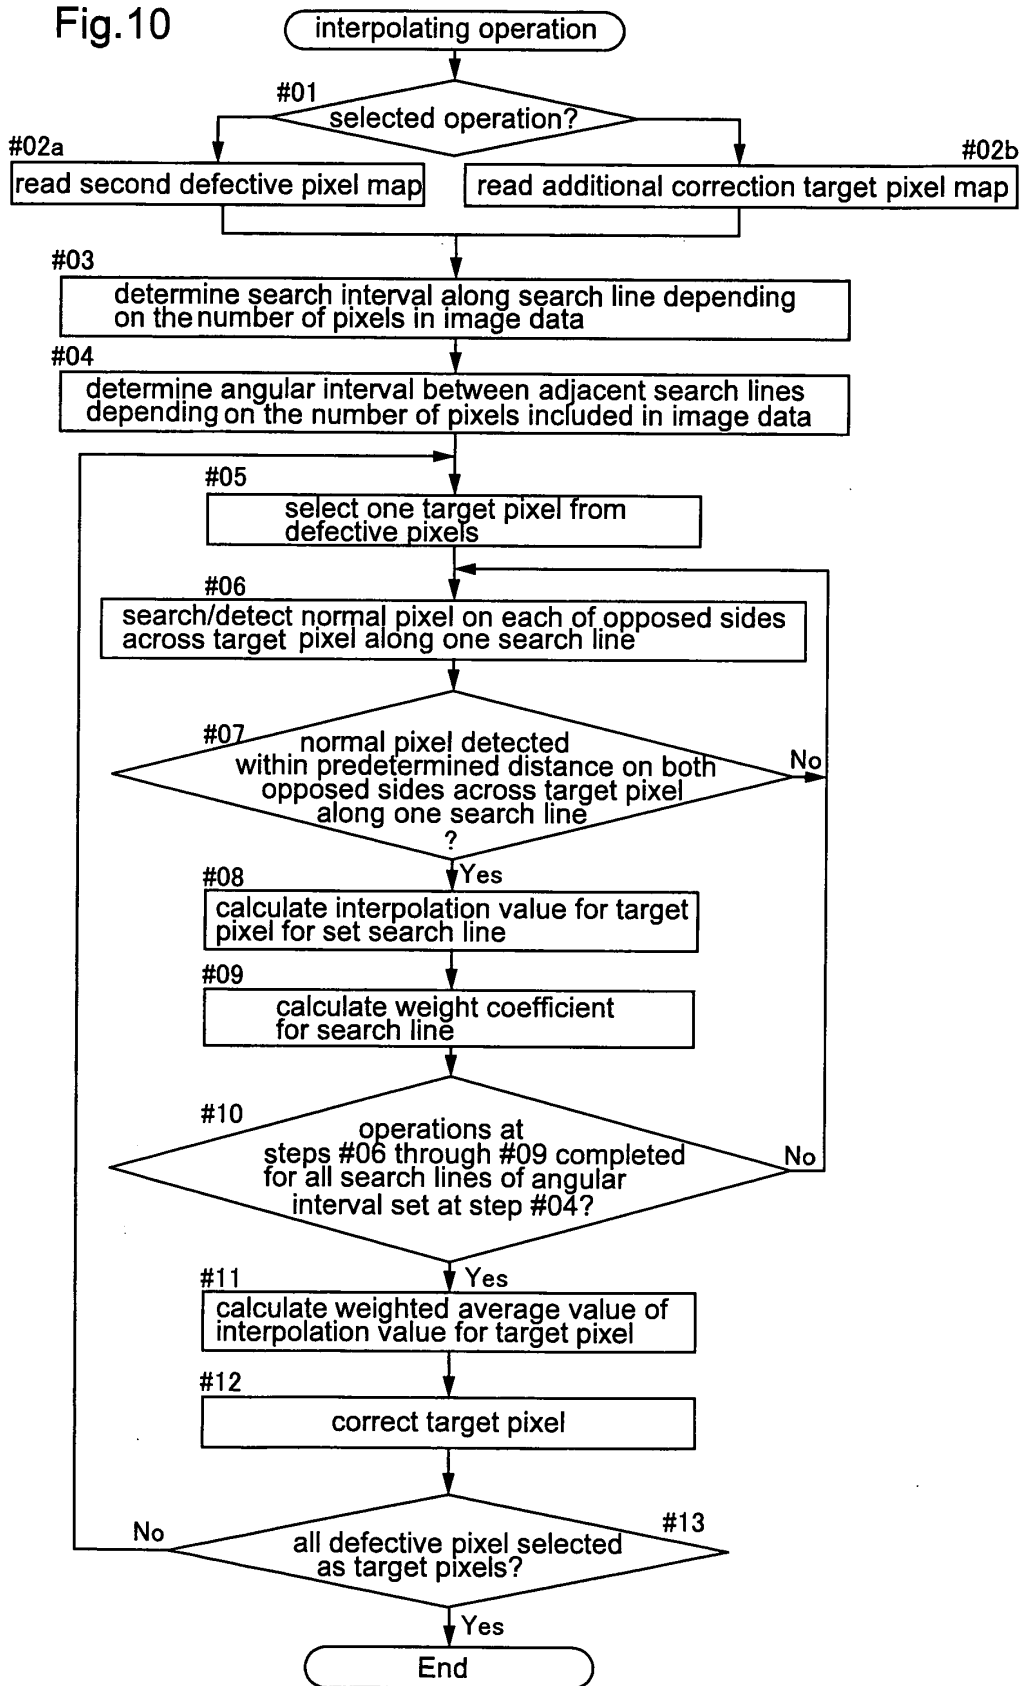 Fig.10
interpolating operation
#01
selected operation?
#02a
#02b
read second defective pixel map
read additional correction target pixel map
#03
determine search interval along search line depending
on the number of pixels in image data
#04
determine angular interval between adjacent search lines
depending on the number of pixels included in image data
#05
select one target pixel from
defective pixels
#06
search/detect normal pixel on each of opposed sides
across target pixel along one search line
#07
normal pixel detected
within predetermined distance on both
opposed sides across target pixel
along one search line
?
No
Yes
#08
calculate interpolation value for target
pixel for set search line
#09
calculate weight coefficient
for search line
#10
operations at
steps #06 through #09 completed
for all search lines of angular
interval set at step #04?
No
Yes
#11
calculate weighted average value of
interpolation value for target pixel
#12
correct target pixel
No
#13
all defective pixel selected
as target pixels?
Yes
End